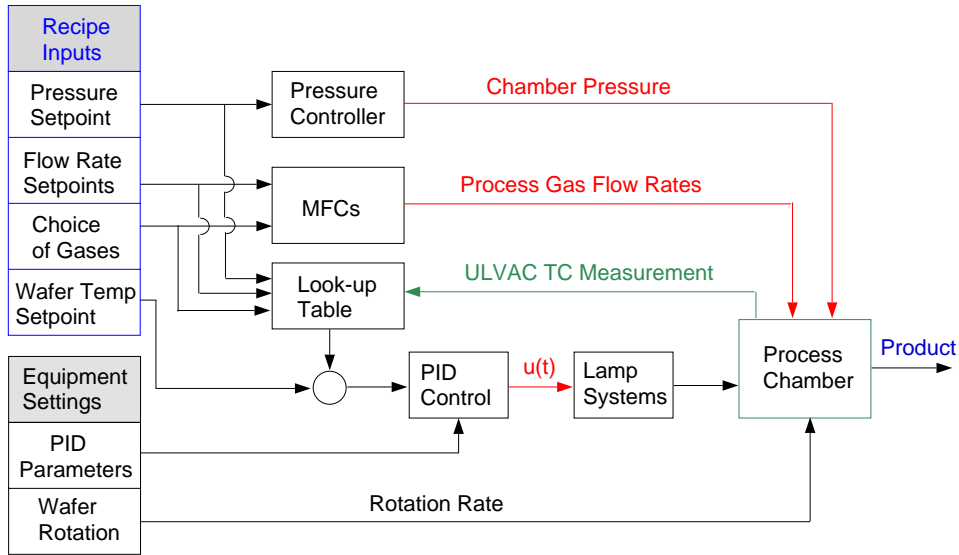 Recipe
Inputs
Pressure
Setpoint
Flow Rate
Setpoints
Choice
of Gases
Wafer Temp
Setpoint
Equipment
Settings
PID
Parameters
Wafer
Rotation
Pressure
Controller
MFCs
Look-up
Table
PID
Control
u(t)
Lamp
Systems
Chamber Pressure
Process Gas Flow Rates
ULVAC TC Measurement
Process
Chamber
Product
Rotation Rate